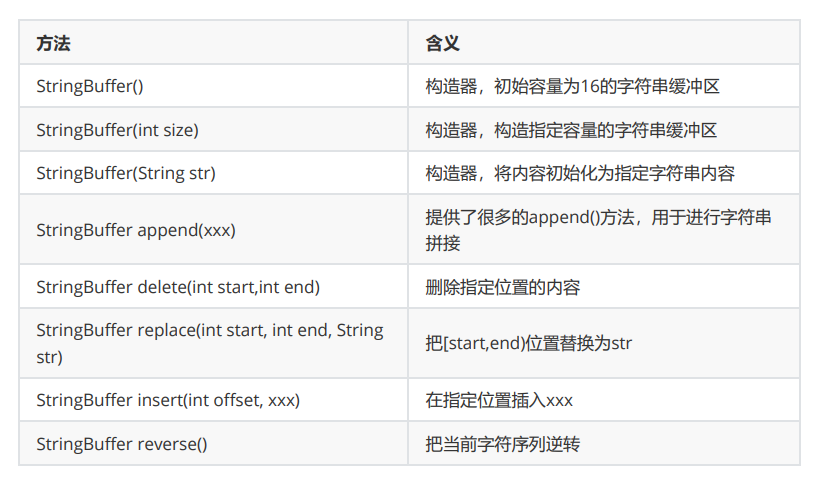 方法 含义
StringBuffer() 构造器，初始容量为16的字符串缓冲区
StringBuffer(int size) 构造器，构造指定容量的字符串缓冲区
StringBuffer(String str) 构造器，将内容初始化为指定字符串内容
StringBuffer append(xxx) 提供了很多的append()方法，用于进行字符串
拼接
StringBuffer delete(int start,int end) 删除指定位置的内容
StringBuffer replace(int start, int end, String
str) 把[start,end)位置替换为str
StringBuffer insert(int offset, xxx) 在指定位置插入xxx
StringBuffer reverse() 把当前字符序列逆转